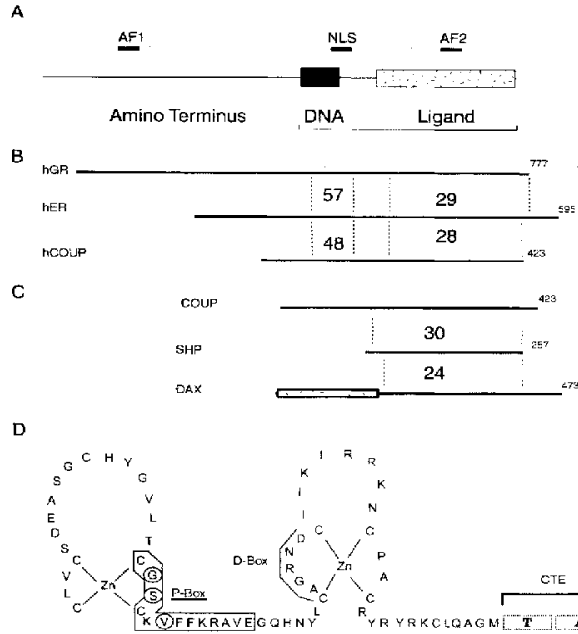 A
AF1 NLS AF2
Amino Terminus DNA Ligand
B
hGR 777
57 29
hER 595
48 28
hCOUP 423
C
COUP 423
30
SHP 257
24
DAX 473
D
C L V C S D E A S S G C H Y G V L T C G S C K V F F K R A V E G Q H N Y L C A G R N D I I K I R R K N C P A C R Y R Y R K C L Q A G M T A
Zn Zn
P-Box
D-Box
CTE